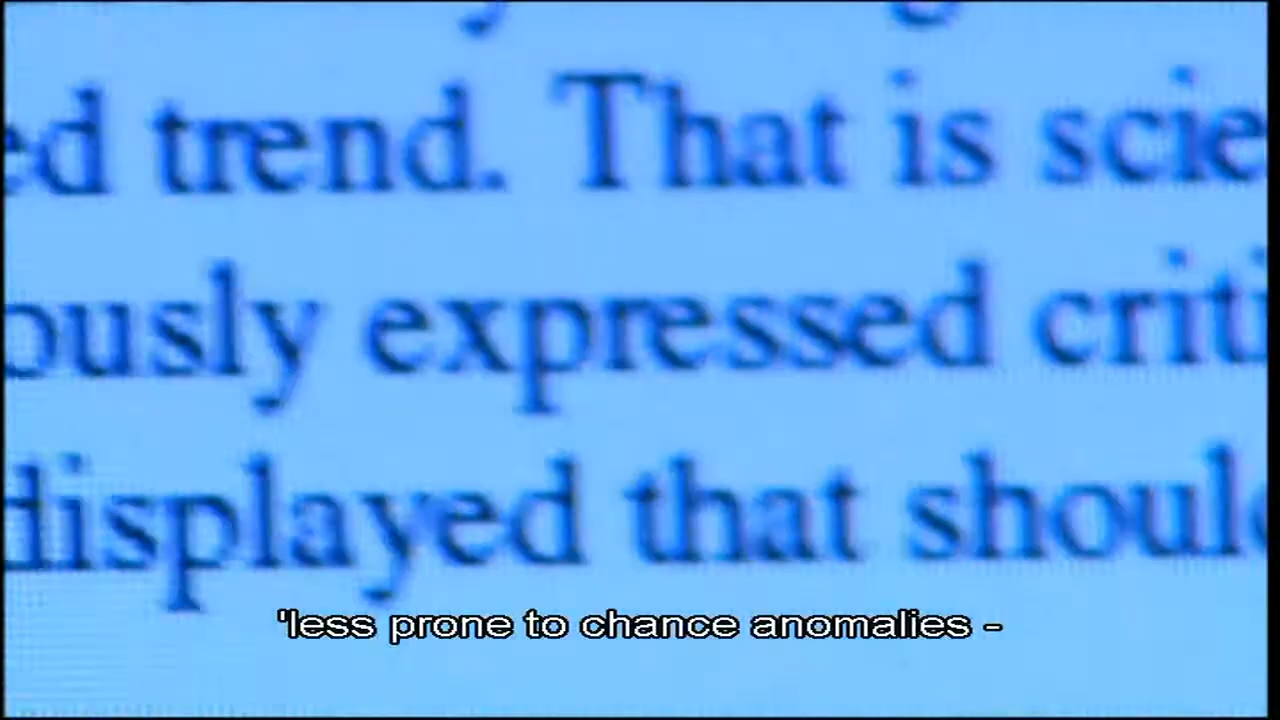 ed trend. That is scie
ously expressed criti
displayed that shoul
'less prone to chance anomalies -